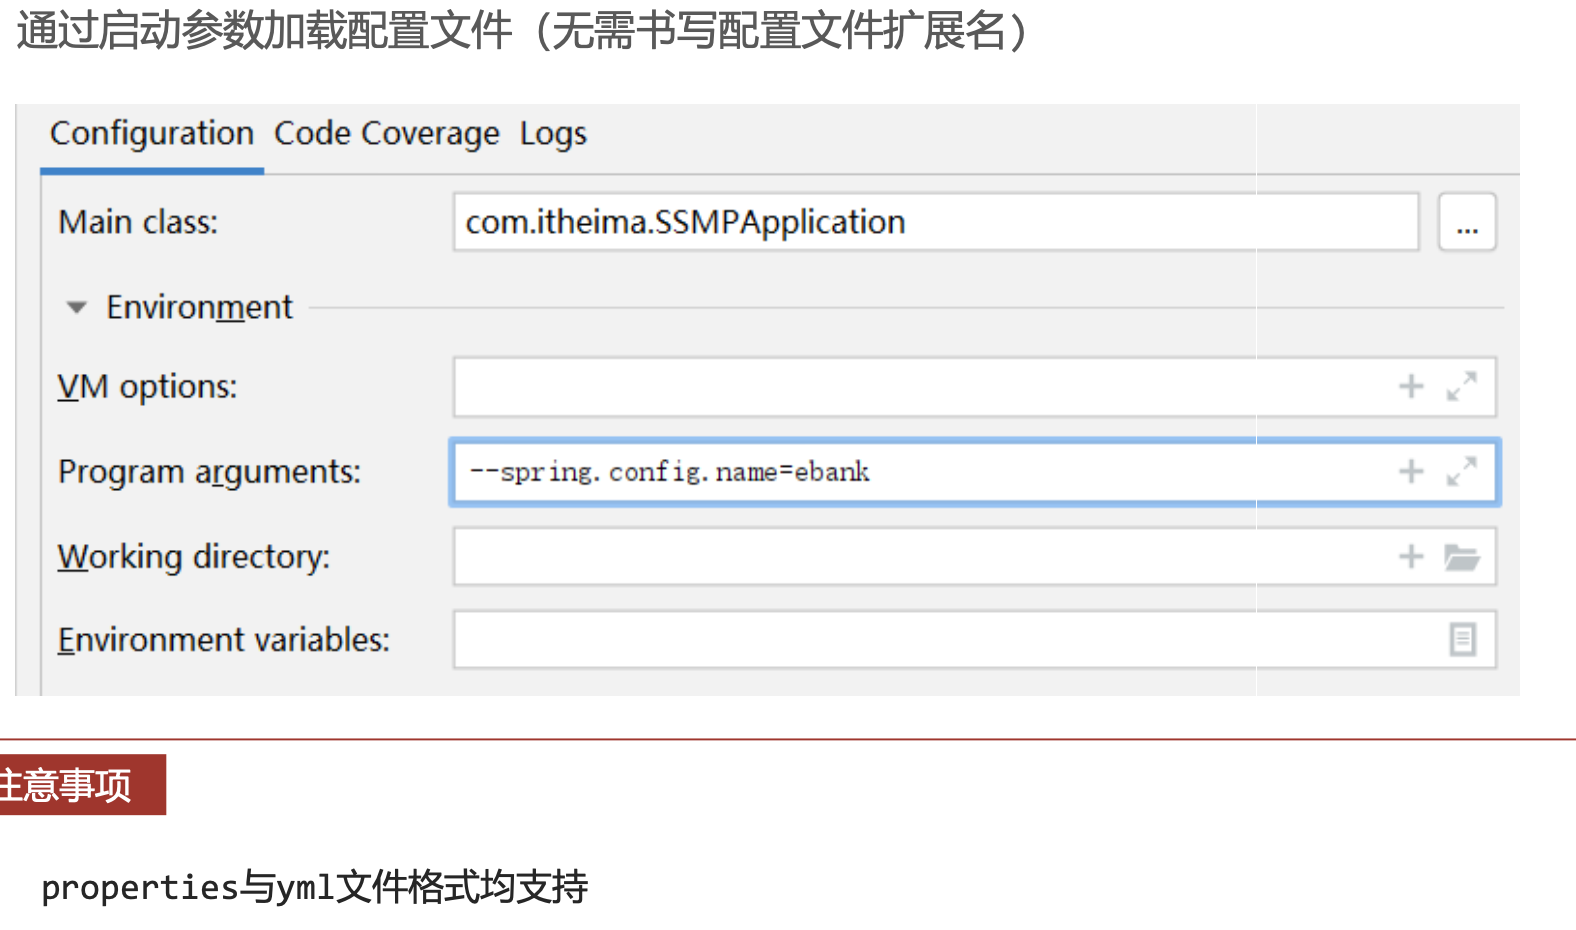 通过启动参数加载配置文件（无需书写配置文件扩展名）
Configuration Code Coverage Logs
Main class: com.itheima.SSMPApplication ...
Environment
VM options:
Program arguments: --spring.config.name=ebank
Working directory:
Environment variables:
注意事项
properties与yml文件格式均支持